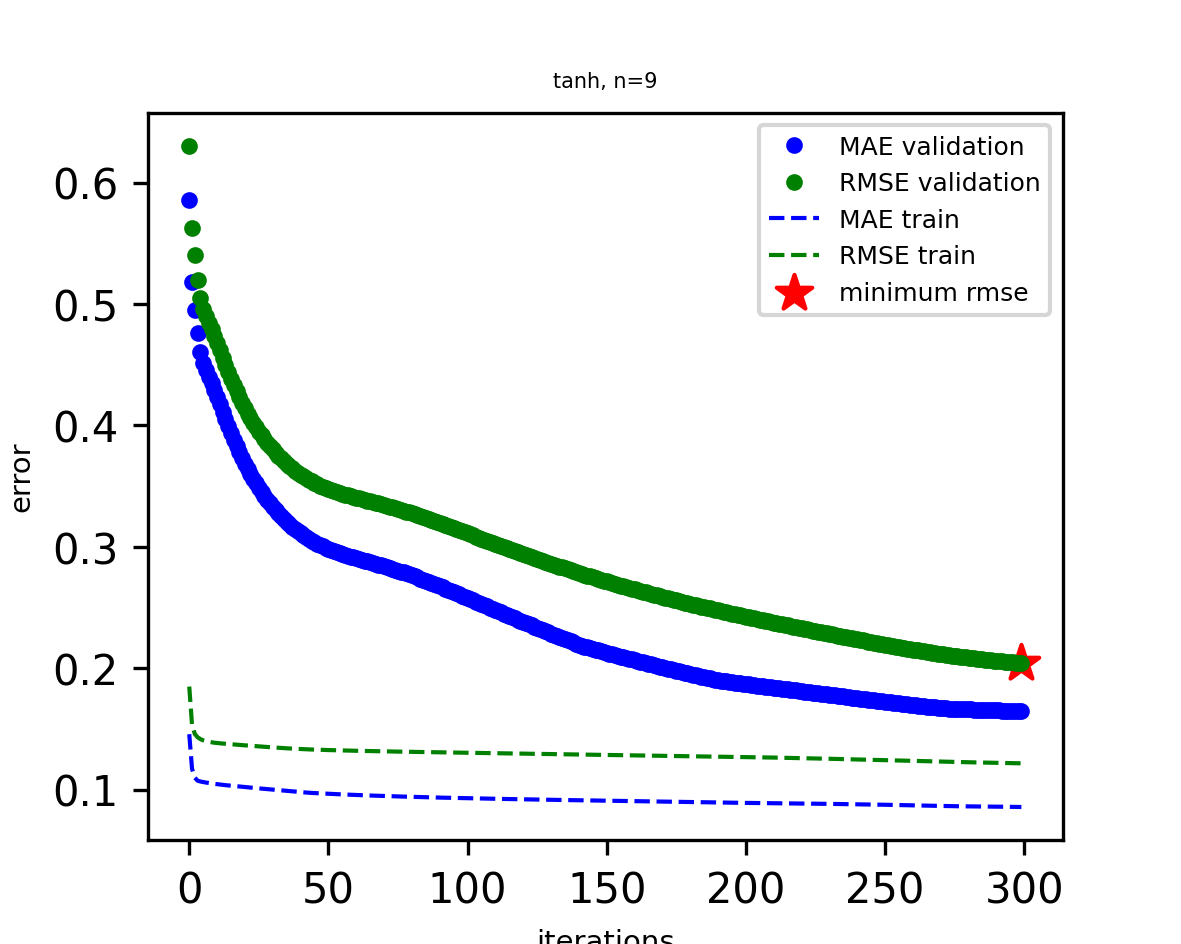 tanh, n=9
MAE validation
RMSE validation
MAE train
RMSE train
minimum rmse
error
0.6
0.5
0.4
0.3
0.2
0.1
0 50 100 150 200 250 300
iterations